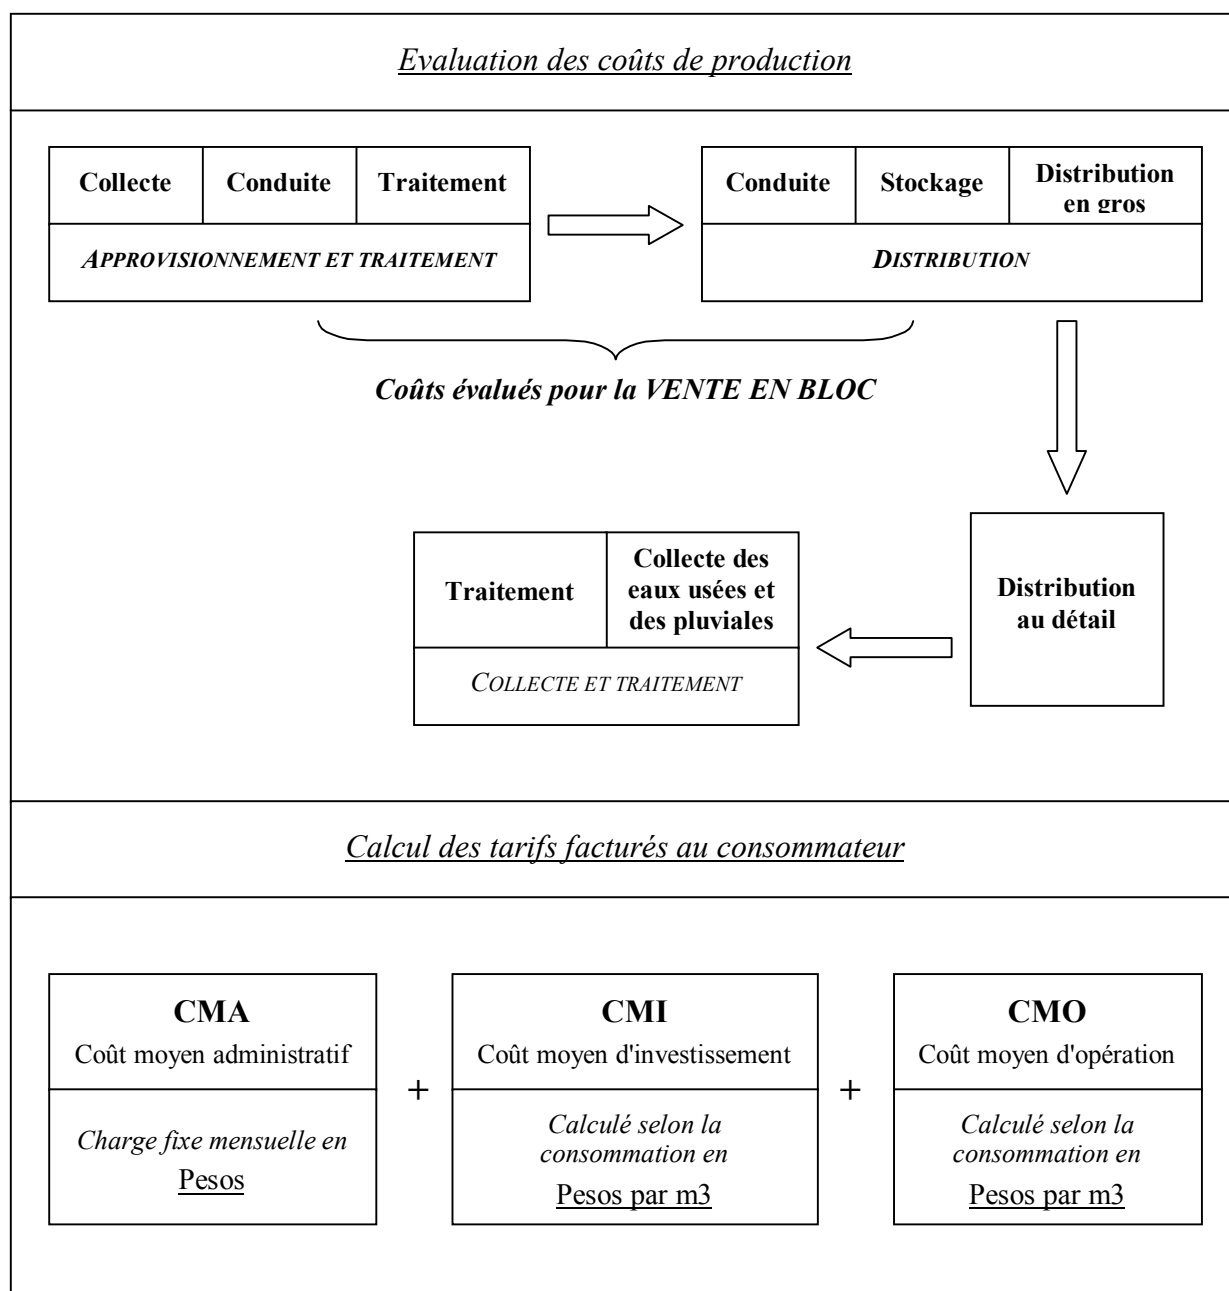 Evaluation des coûts de production
Collecte
Conduite
Traitement
APPROVISIONNEMENT ET TRAITEMENT
Conduite
Stockage
Distribution
en gros
DISTRIBUTION
Coûts évalués pour la VENTE EN BLOC
Distribution
au détail
Traitement
Collecte des
eaux usées et
des pluviales
COLLECTE ET TRAITEMENT
Calcul des tarifs facturés au consommateur
CMA
Coût moyen administratif
Charge fixe mensuelle en
Pesos
+
CMI
Coût moyen d'investissement
Calculé selon la
consommation en
Pesos par m3
+
CMO
Coût moyen d'opération
Calculé selon la
consommation en
Pesos par m3